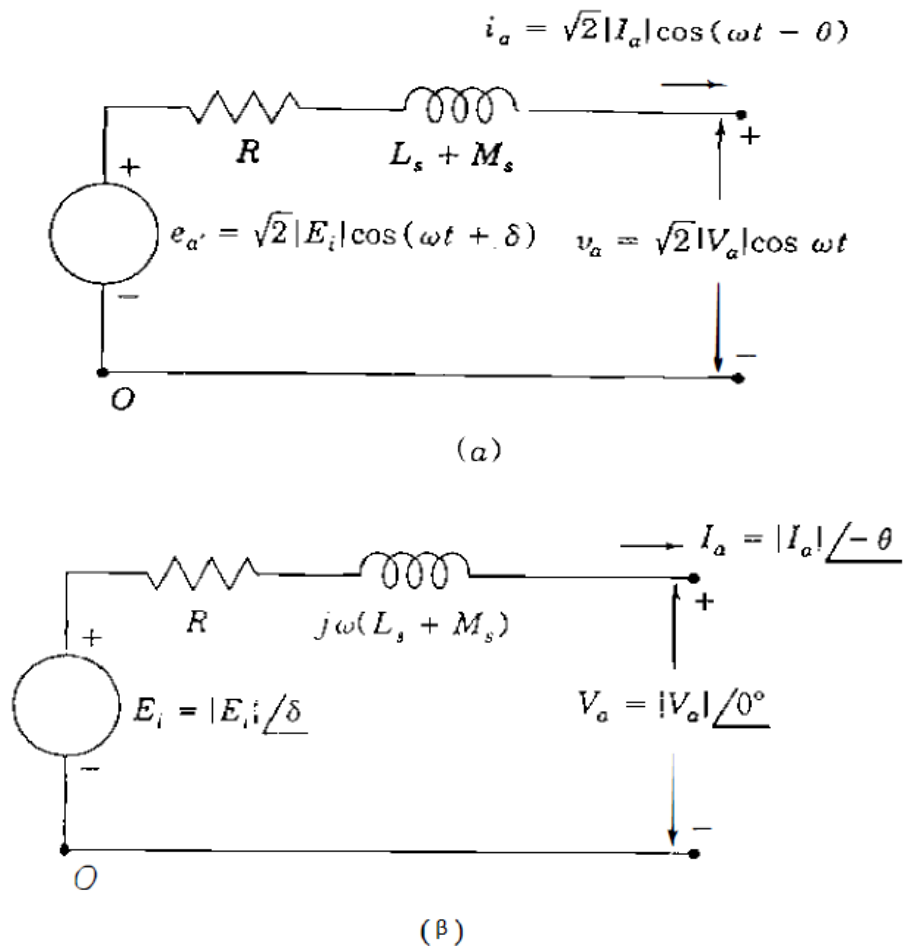 i_a = √2|I_a|cos(ωt − θ)
+
R
L_s + M_s
+
e_a' = √2|E_i|cos(ωt + δ)
v_a = √2|V_a|cos ωt
−
−
O
(a)
I_a = |I_a|∠−θ
+
R
jω(L_s + M_s)
+
E_i = |E_i|∠δ
V_a = |V_a|∠0°
−
−
O
(β)